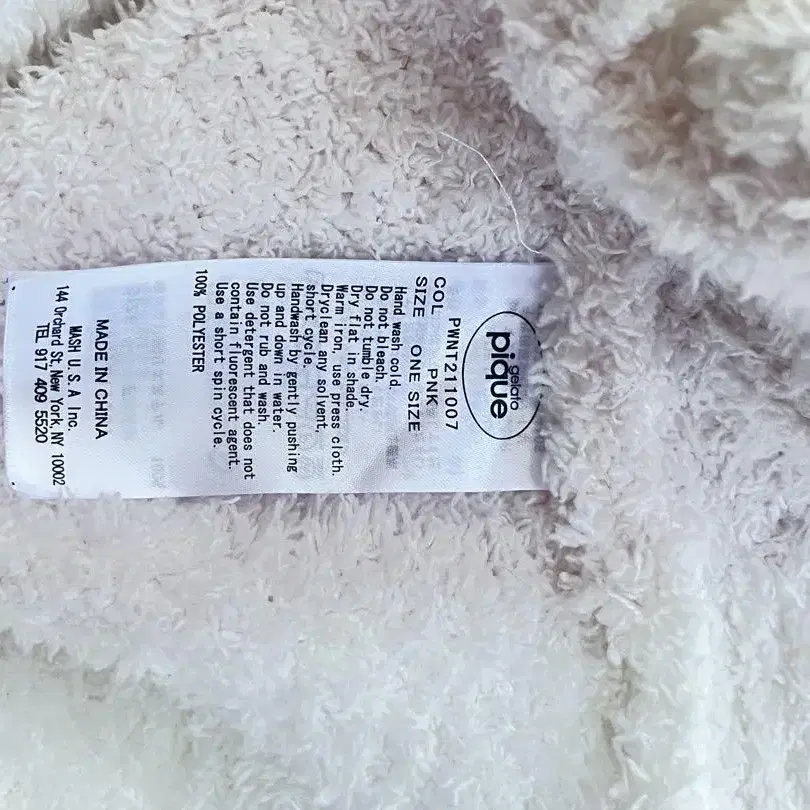 gelato
pique
PWNT211007
COL PNK
SIZE ONE SIZE
Hand wash cold.
Do not bleach.
Do not tumble dry.
Dry flat in shade.
Warm iron, use press cloth.
Dryclean any solvent,
short cycle.
Handwash by gently pushing
up and down in water.
Do not rub and wash.
Use detergent that does not
contain fluorescent agent.
Use a short spin cycle.
100% POLYESTER
MADE IN CHINA
MASH U.S.A Inc.
144 Orchard St, New York, NY 10002
TEL 917 409 5520